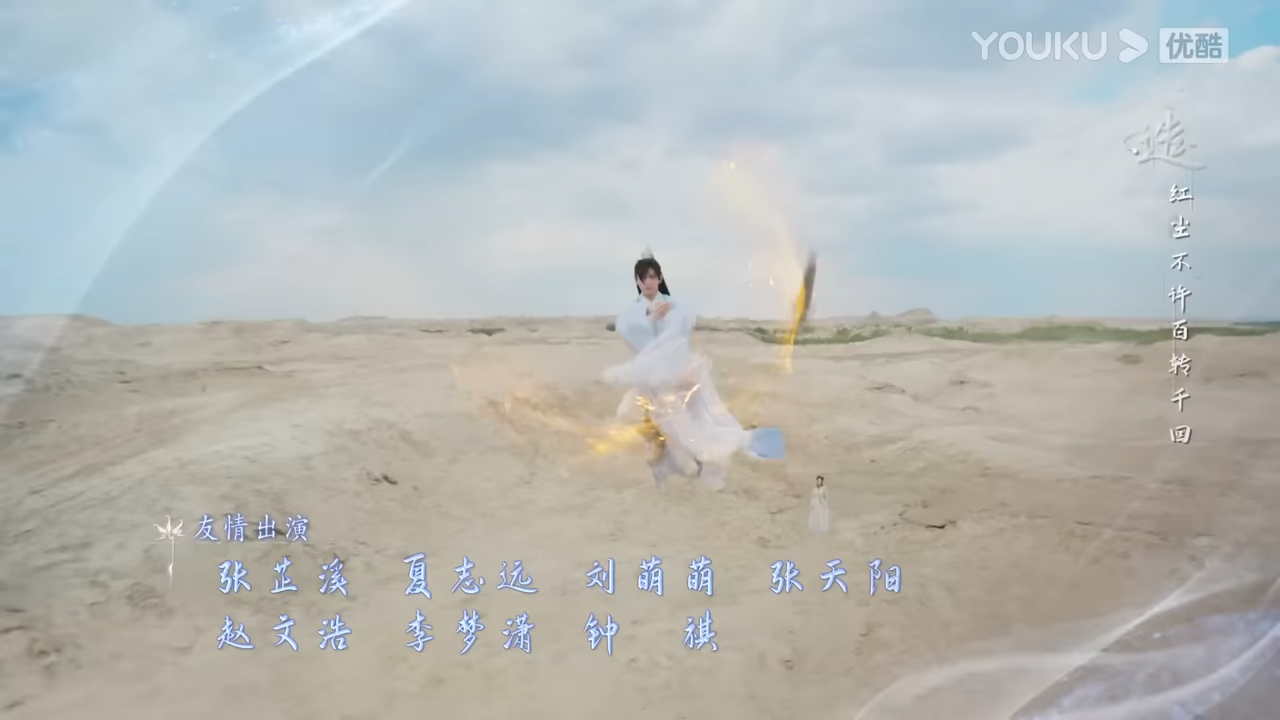 YOUKU 优酷
造
红尘不许百转千回
友情出演
张芷溪 夏志远 刘萌萌 张天阳
赵文浩 李梦潇 钟祺